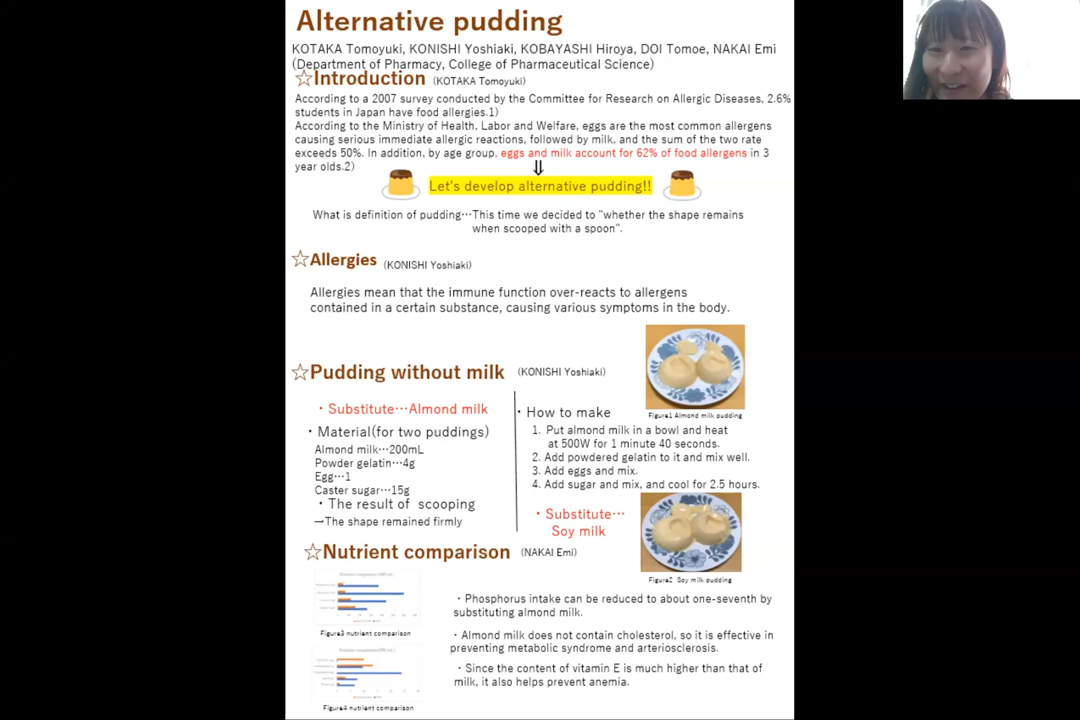 Alternative pudding
KOTAKA Tomoyuki, KONISHI Yoshiaki, KOBAYASHI Hiroya, DOI Tomoe, NAKAI Emi
(Department of Pharmacy, College of Pharmaceutical Science)
☆Introduction (KOTAKA Tomoyuki)
According to a 2007 survey conducted by the Committee for Research on Allergic Diseases, 2.6%
students in Japan have food allergies.1)
According to the Ministry of Health, Labor and Welfare, eggs are the most common allergens
causing serious immediate allergic reactions, followed by milk, and the sum of the two rate
exceeds 50%. In addition, by age group, eggs and milk account for 62% of food allergens in 3
year olds.2)
⇓
Let's develop alternative pudding!!
What is definition of pudding…This time we decided to "whether the shape remains
when scooped with a spoon".
☆Allergies (KONISHI Yoshiaki)
Allergies mean that the immune function over-reacts to allergens
contained in a certain substance, causing various symptoms in the body.
☆Pudding without milk (KONISHI Yoshiaki)
・Substitute…Almond milk
・Material(for two puddings)
Almond milk…200mL
Powder gelatin…4g
Egg…1
Caster sugar…15g
・The result of scooping
→The shape remained firmly
・How to make
1. Put almond milk in a bowl and heat
at 500W for 1 minute 40 seconds.
2. Add powdered gelatin to it and mix well.
3. Add eggs and mix.
4. Add sugar and mix, and cool for 2.5 hours.
Figure1 Almond milk pudding
・Substitute…
Soy milk
Figure2 Soy milk pudding
☆Nutrient comparison (NAKAI Emi)
Figure3 nutrient comparison
Figure4 nutrient comparison
・Phosphorus intake can be reduced to about one-seventh by
substituting almond milk.
・Almond milk does not contain cholesterol, so it is effective in
preventing metabolic syndrome and arteriosclerosis.
・Since the content of vitamin E is much higher than that of
milk, it also helps prevent anemia.